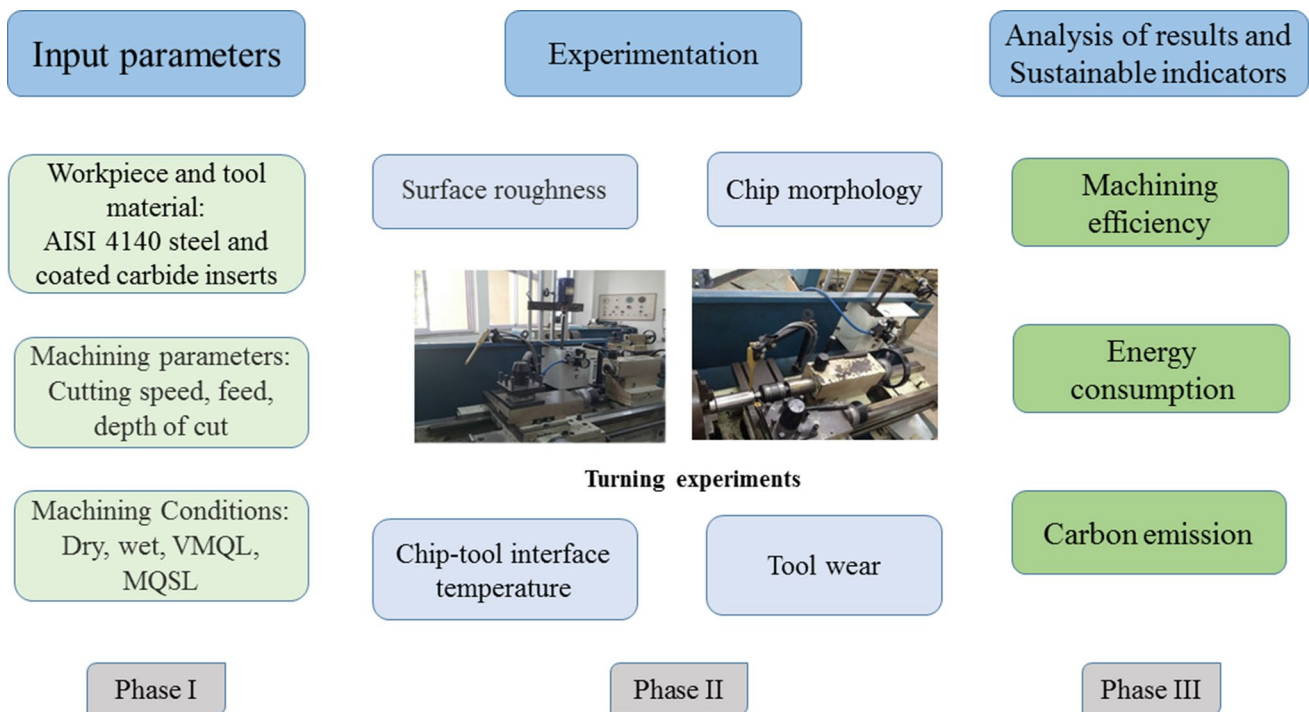 Input parameters
Workpiece and tool
material:
AISI 4140 steel and
coated carbide inserts
Machining parameters:
Cutting speed, feed,
depth of cut
Machining Conditions:
Dry, wet, VMQL,
MQSL
Phase I
Experimentation
Surface roughness
Chip morphology
Turning experiments
Chip-tool interface
temperature
Tool wear
Phase II
Analysis of results and
Sustainable indicators
Machining
efficiency
Energy
consumption
Carbon emission
Phase III